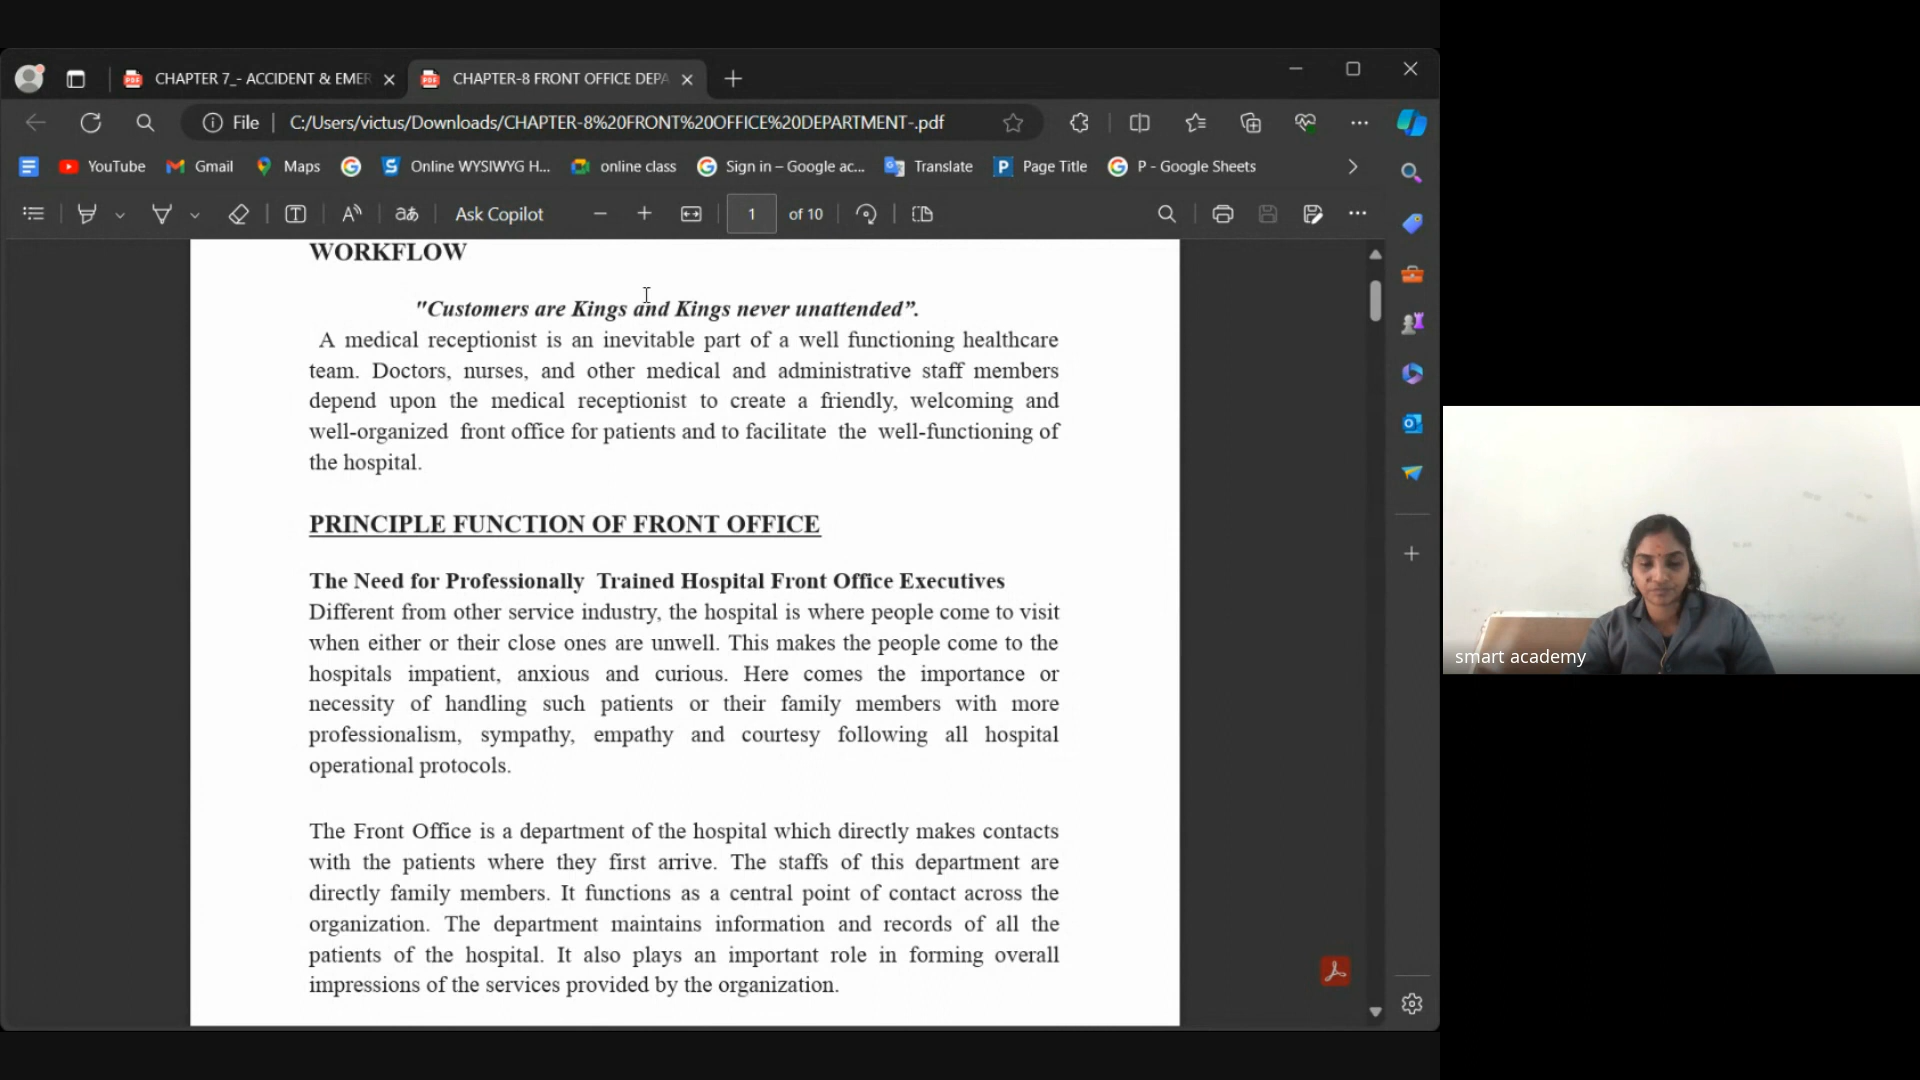 CHAPTER 7_- ACCIDENT & EMER
CHAPTER-8 FRONT OFFICE DEPA
File
C:/Users/victus/Downloads/CHAPTER-8%20FRONT%20OFFICE%20DEPARTMENT-.pdf
YouTube
Gmail
Maps
Online WYSIWYG H...
online class
Sign in – Google ac...
Translate
Page Title
P - Google Sheets
Ask Copilot
1 of 10
WORKFLOW
"Customers are Kings and Kings never unattended”.
A medical receptionist is an inevitable part of a well functioning healthcare
team. Doctors, nurses, and other medical and administrative staff members
depend upon the medical receptionist to create a friendly, welcoming and
well-organized front office for patients and to facilitate the well-functioning of
the hospital.
PRINCIPLE FUNCTION OF FRONT OFFICE
The Need for Professionally Trained Hospital Front Office Executives
Different from other service industry, the hospital is where people come to visit
when either or their close ones are unwell. This makes the people come to the
hospitals impatient, anxious and curious. Here comes the importance or
necessity of handling such patients or their family members with more
professionalism, sympathy, empathy and courtesy following all hospital
operational protocols.
The Front Office is a department of the hospital which directly makes contacts
with the patients where they first arrive. The staffs of this department are
directly family members. It functions as a central point of contact across the
organization. The department maintains information and records of all the
patients of the hospital. It also plays an important role in forming overall
impressions of the services provided by the organization.
smart academy